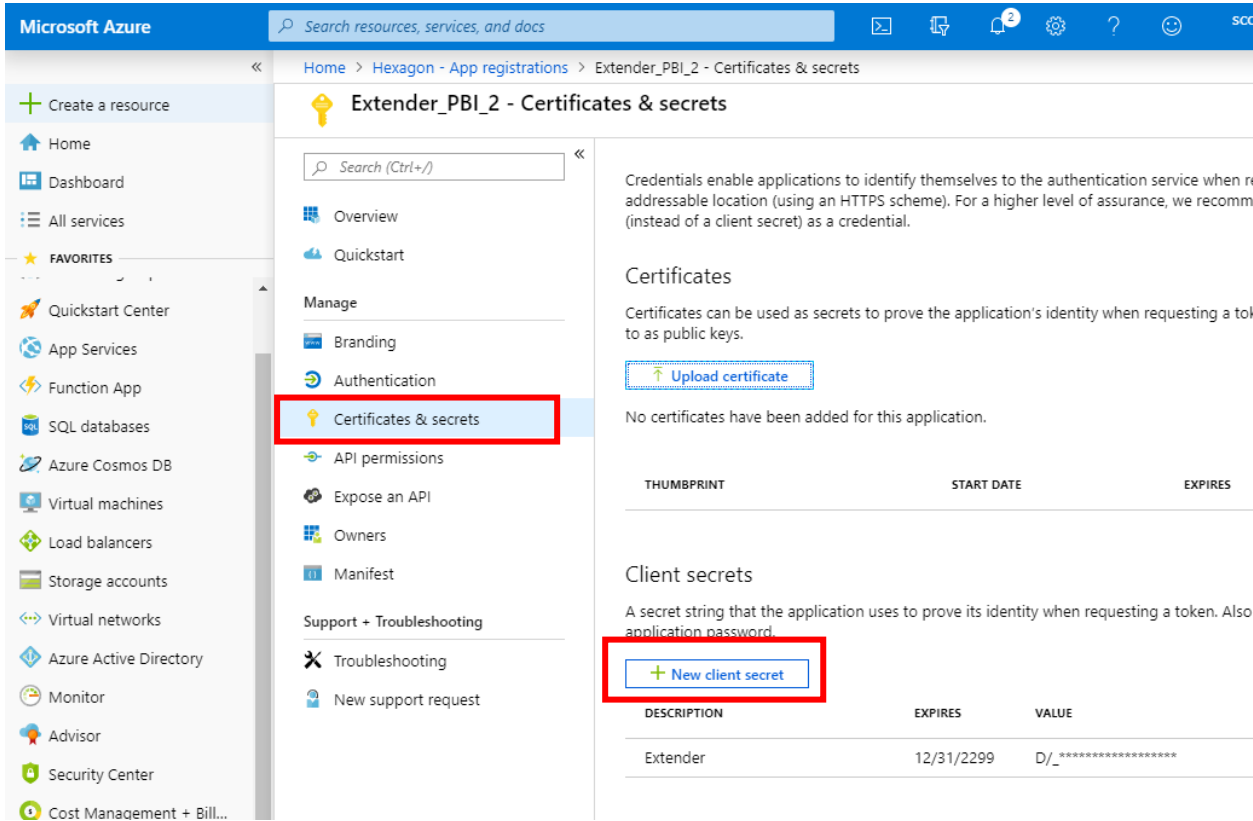 Microsoft Azure
Search resources, services, and docs
2
Home > Hexagon - App registrations > Extender_PBI_2 - Certificates & secrets
Extender_PBI_2 - Certificates & secrets
Create a resource
Home
Dashboard
All services
FAVORITES
Quickstart Center
App Services
Function App
SQL databases
Azure Cosmos DB
Virtual machines
Load balancers
Storage accounts
Virtual networks
Azure Active Directory
Monitor
Advisor
Security Center
Cost Management + Bill...
Search (Ctrl+/)
Overview
Quickstart
Manage
Branding
Authentication
Certificates & secrets
API permissions
Expose an API
Owners
Manifest
Support + Troubleshooting
Troubleshooting
New support request
Credentials enable applications to identify themselves to the authentication service when
addressable location (using an HTTPS scheme). For a higher level of assurance, we
(instead of a client secret) as a credential.
Certificates
Certificates can be used as secrets to prove the application's identity when requesting a
to as public keys.
Upload certificate
No certificates have been added for this application.
THUMBPRINT START DATE EXPIRES
Client secrets
A secret string that the application uses to prove its identity when requesting a token. Also
application password.
New client secret
DESCRIPTION EXPIRES VALUE
Extender 12/31/2299 D/_******************